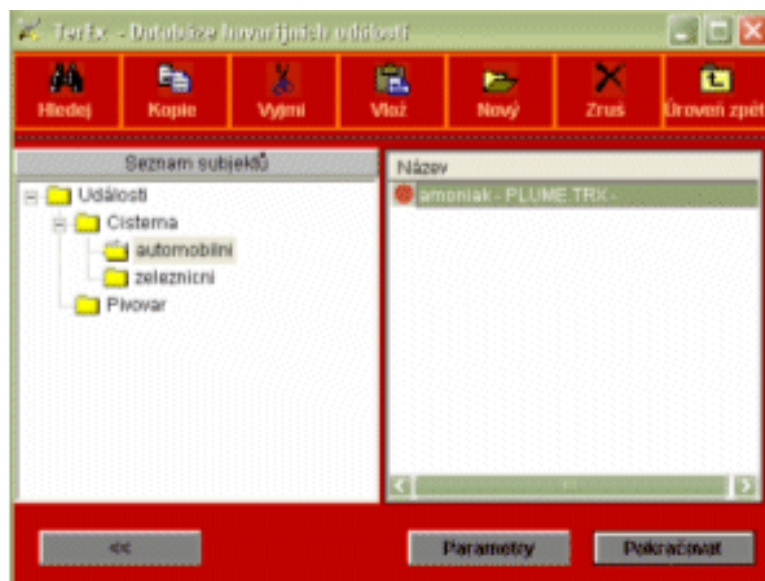 TerEx - Databáze havarijních událostí
Hledej Kopie Vyjmi Vlož Nový Zruš Úroveň zpět
Seznam subjektů
Název
Události
amoniak - PLUME.TRX -
Cisterna
automobilni
zeleznicni
Pivovar
<< Parametry Pokračovat